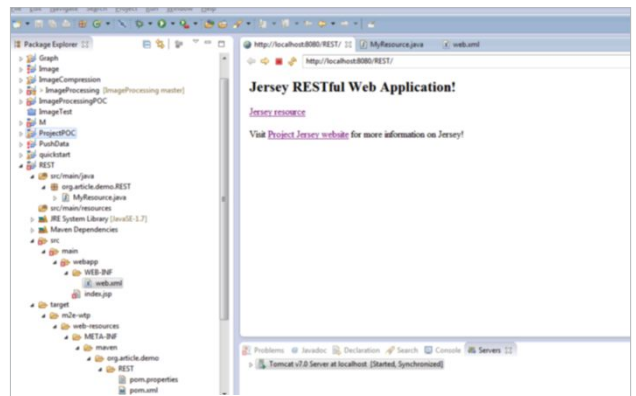 Package Explorer
Graph
Image
ImageCompression
> ImageProcessing [ImageProcessing master]
ImageProcessingPOC
ImageTest
M
ProjectPOC
PushData
quickstart
REST
src/main/java
org.article.demo.REST
MyResource.java
src/main/resources
JRE System Library [JavaSE-1.7]
Maven Dependencies
src
main
webapp
WEB-INF
web.xml
index.jsp
target
m2e-wtp
web-resources
META-INF
maven
org.article.demo
REST
pom.properties
pom.xml
http://localhost:8080/REST/ MyResource.java web.xml
http://localhost:8080/REST/
Jersey RESTful Web Application!
Jersey resource
Visit Project Jersey website for more information on Jersey!
Problems Javadoc Declaration Search Console Servers
Tomcat v7.0 Server at localhost [Started, Synchronized]